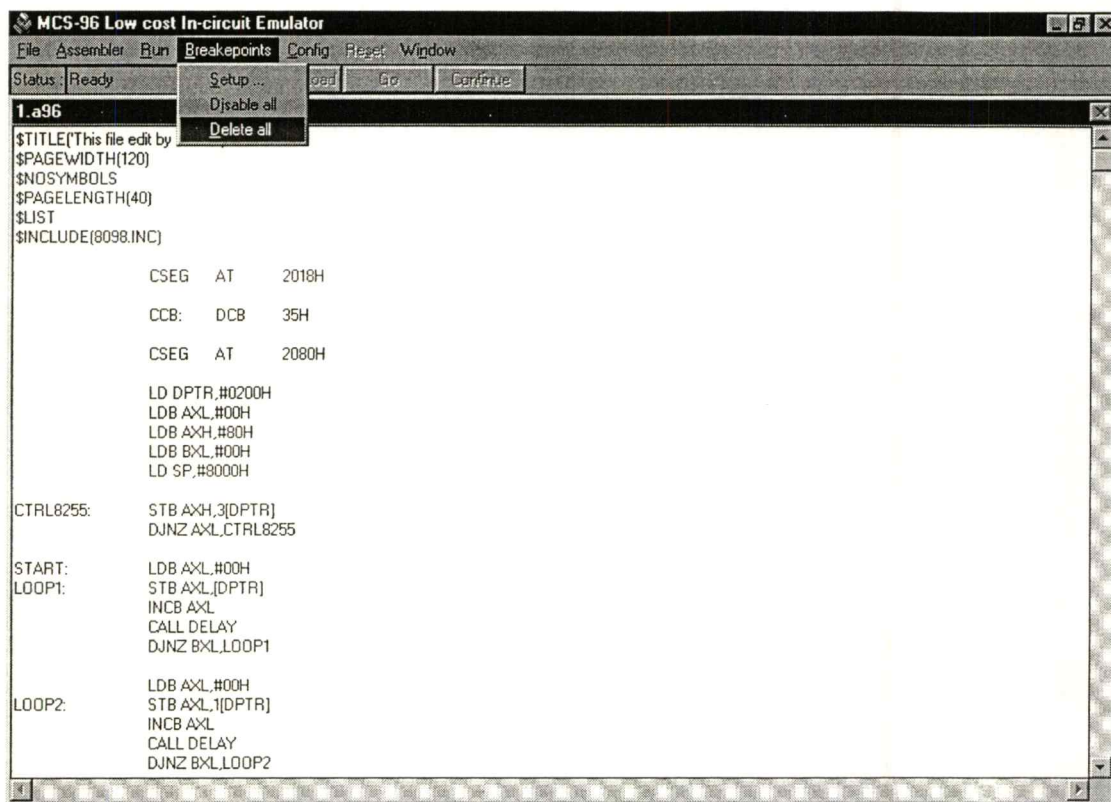 MCS-96 Low cost In-circuit Emulator
File Assembler Run Breakepoints Config Reset Window
Status : Ready Go Continue
Setup ...
Disable all
Delete all
1.a96
$TITLE('This file edit by
$PAGEWIDTH(120)
$NOSYMBOLS
$PAGELENGTH(40)
$LIST
$INCLUDE(8098.INC)
CSEG AT 2018H
CCB: DCB 35H
CSEG AT 2080H
LD DPTR,#0200H
LDB AXL,#00H
LDB AXH,#80H
LDB BXL,#00H
LD SP,#8000H
CTRL8255: STB AXH,3[DPTR]
DJNZ AXL,CTRL8255
START: LDB AXL,#00H
LOOP1: STB AXL,[DPTR]
INCB AXL
CALL DELAY
DJNZ BXL,LOOP1
LDB AXL,#00H
LOOP2: STB AXL,1[DPTR]
INCB AXL
CALL DELAY
DJNZ BXL,LOOP2